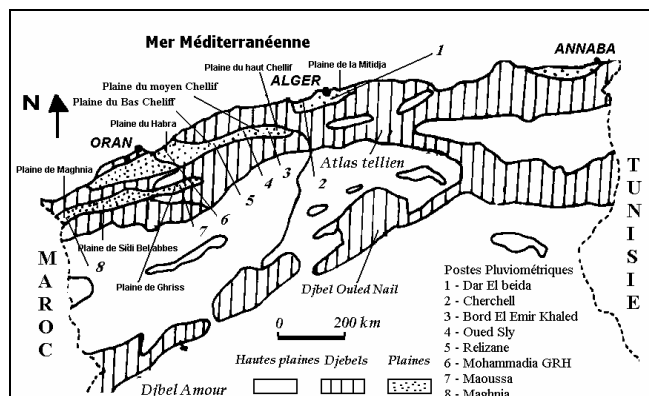 Mer Méditerranéenne
1
ANNABA
Plaine du haut Chellif
Plaine de la Mitidja
ALGER
Plaine du moyen Chellif
N
Plaine du Bas Cheliff
Plaine du Habra
ORAN
Plaine de Maghnia
Atlas tellien
2
3
4
5
6
7
8
Plaine de Sidi Bel abbes
Plaine de Ghriss
MAROC
TUNISIE
Djbel Ouled Nail
0 200 km
Postes Pluviométriques
1 - Dar El beida
2 - Cherchell
3 - Bord El Emir Khaled
4 - Oued Sly
5 - Relizane
6 - Mohammadia GRH
7 - Maoussa
8 - Maghnia
Hautes plaines Djebels Plaines
Djbel Amour